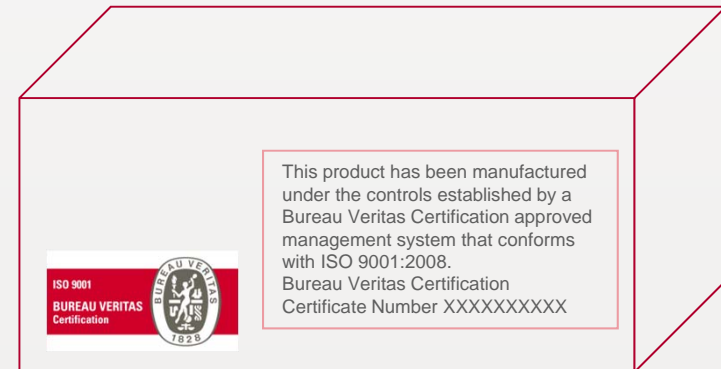 This product has been manufactured
under the controls established by a
Bureau Veritas Certification approved
management system that conforms
with ISO 9001:2008.
Bureau Veritas Certification
Certificate Number XXXXXXXXXX
ISO 9001
BUREAU VERITAS
Certification
BUREAU VERITAS
1828